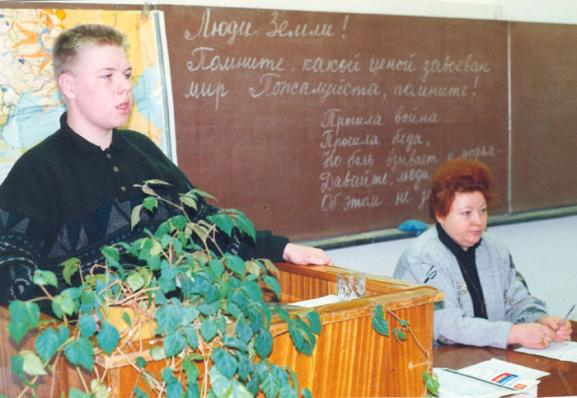 Люди Земли!
Помните, какой ценой завоеван
мир Пожалуйста, помните!
Прошла война
Прошла беда,
Но боль взывает к людям
Давайте, люди
Об этом не